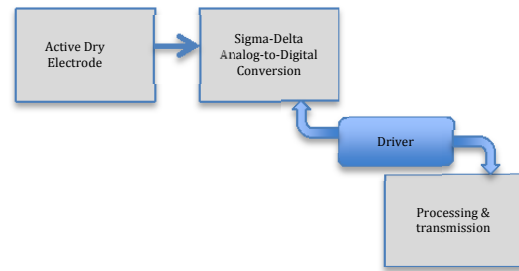 Active Dry
Electrode
Sigma-Delta
Analog-to-Digital
Conversion
Driver
Processing &
transmission